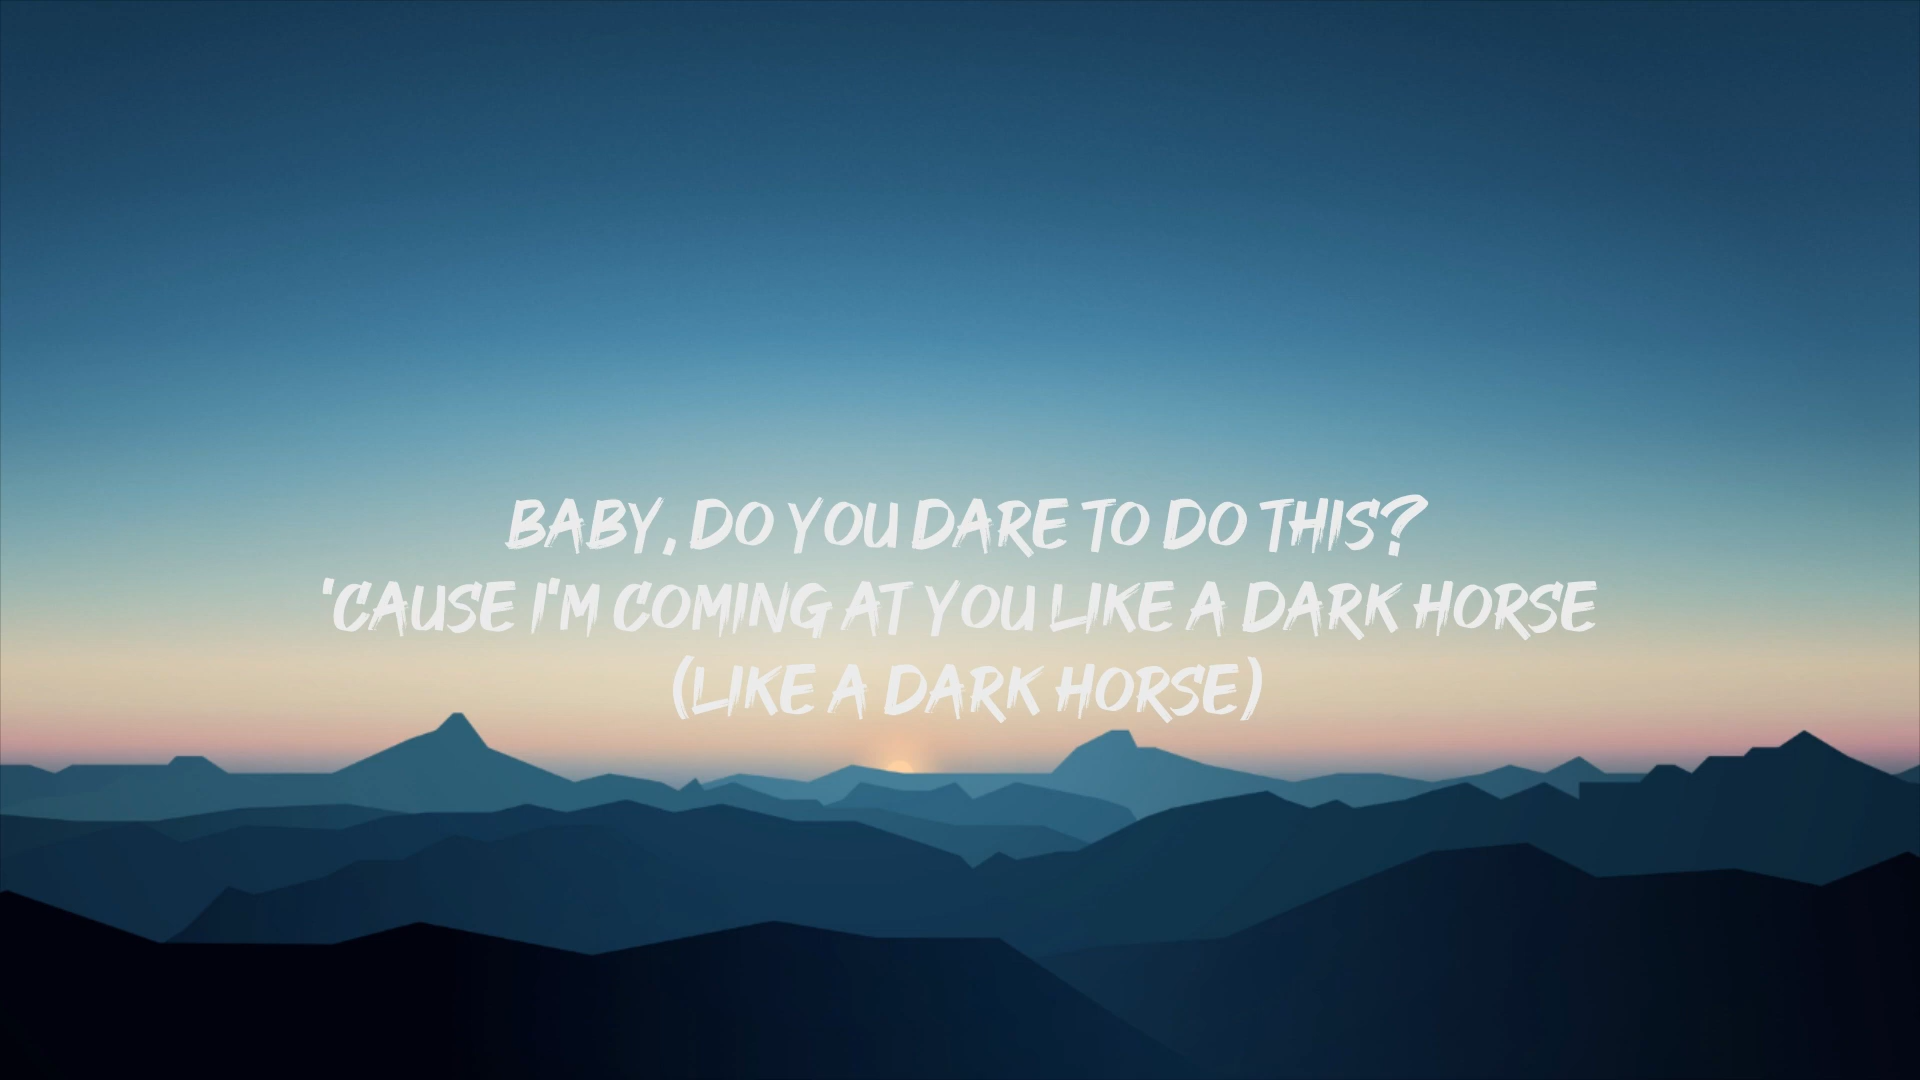 BABY, DO YOU DARE TO DO THIS?
'CAUSE I'M COMING AT YOU LIKE A DARK HORSE
(LIKE A DARK HORSE)